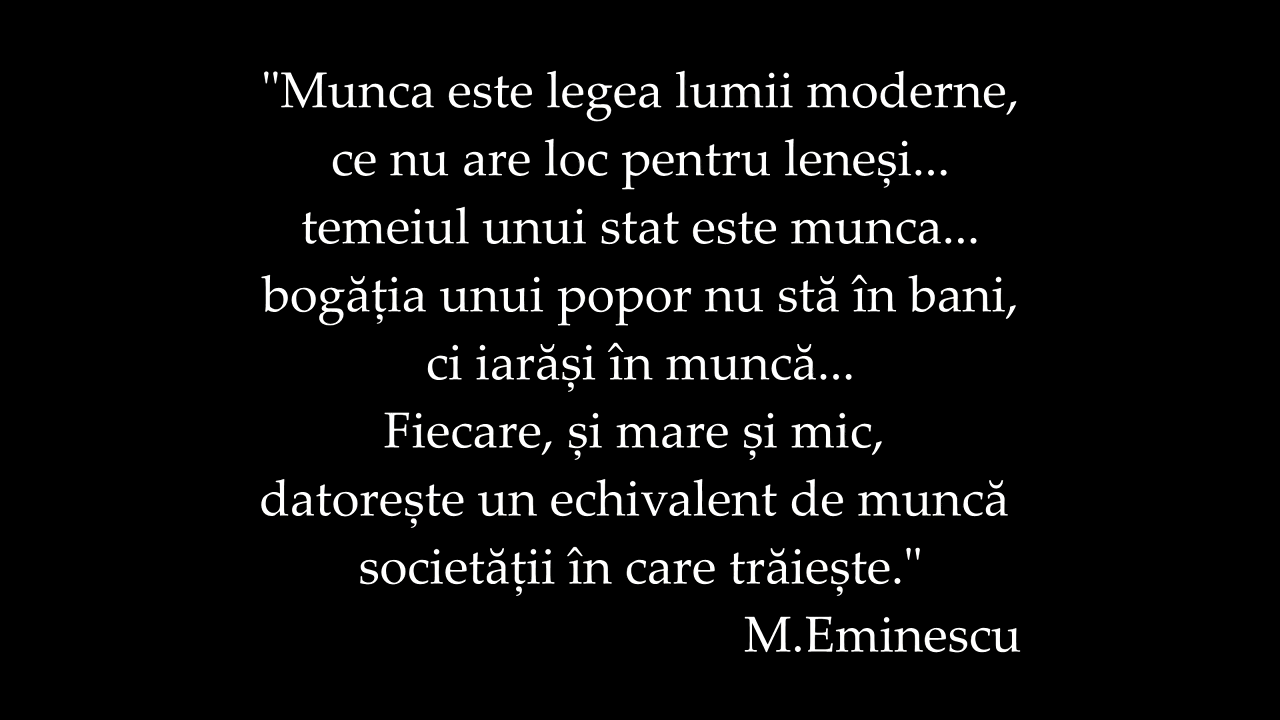 "Munca este legea lumii moderne,
ce nu are loc pentru leneși...
temeiul unui stat este munca...
bogăția unui popor nu stă în bani,
ci iarăși în muncă...
Fiecare, și mare și mic,
datorește un echivalent de muncă
societății în care trăiește."
M.Eminescu